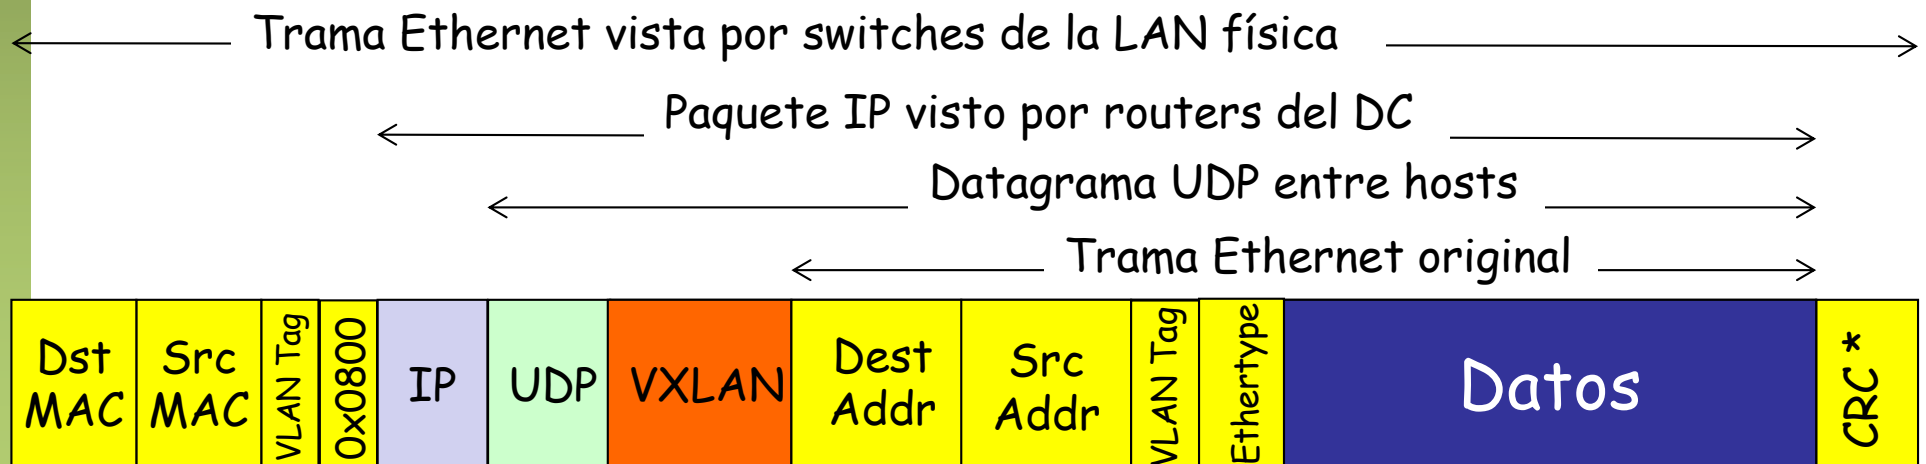 Trama Ethernet vista por switches de la LAN física
Paquete IP visto por routers del DC
Datagrama UDP entre hosts
Trama Ethernet original
Dst
MAC
Src
MAC
VLAN Tag
0x0800
IP
UDP
VXLAN
Dest
Addr
Src
Addr
VLAN Tag
Ethertype
Datos
CRC *